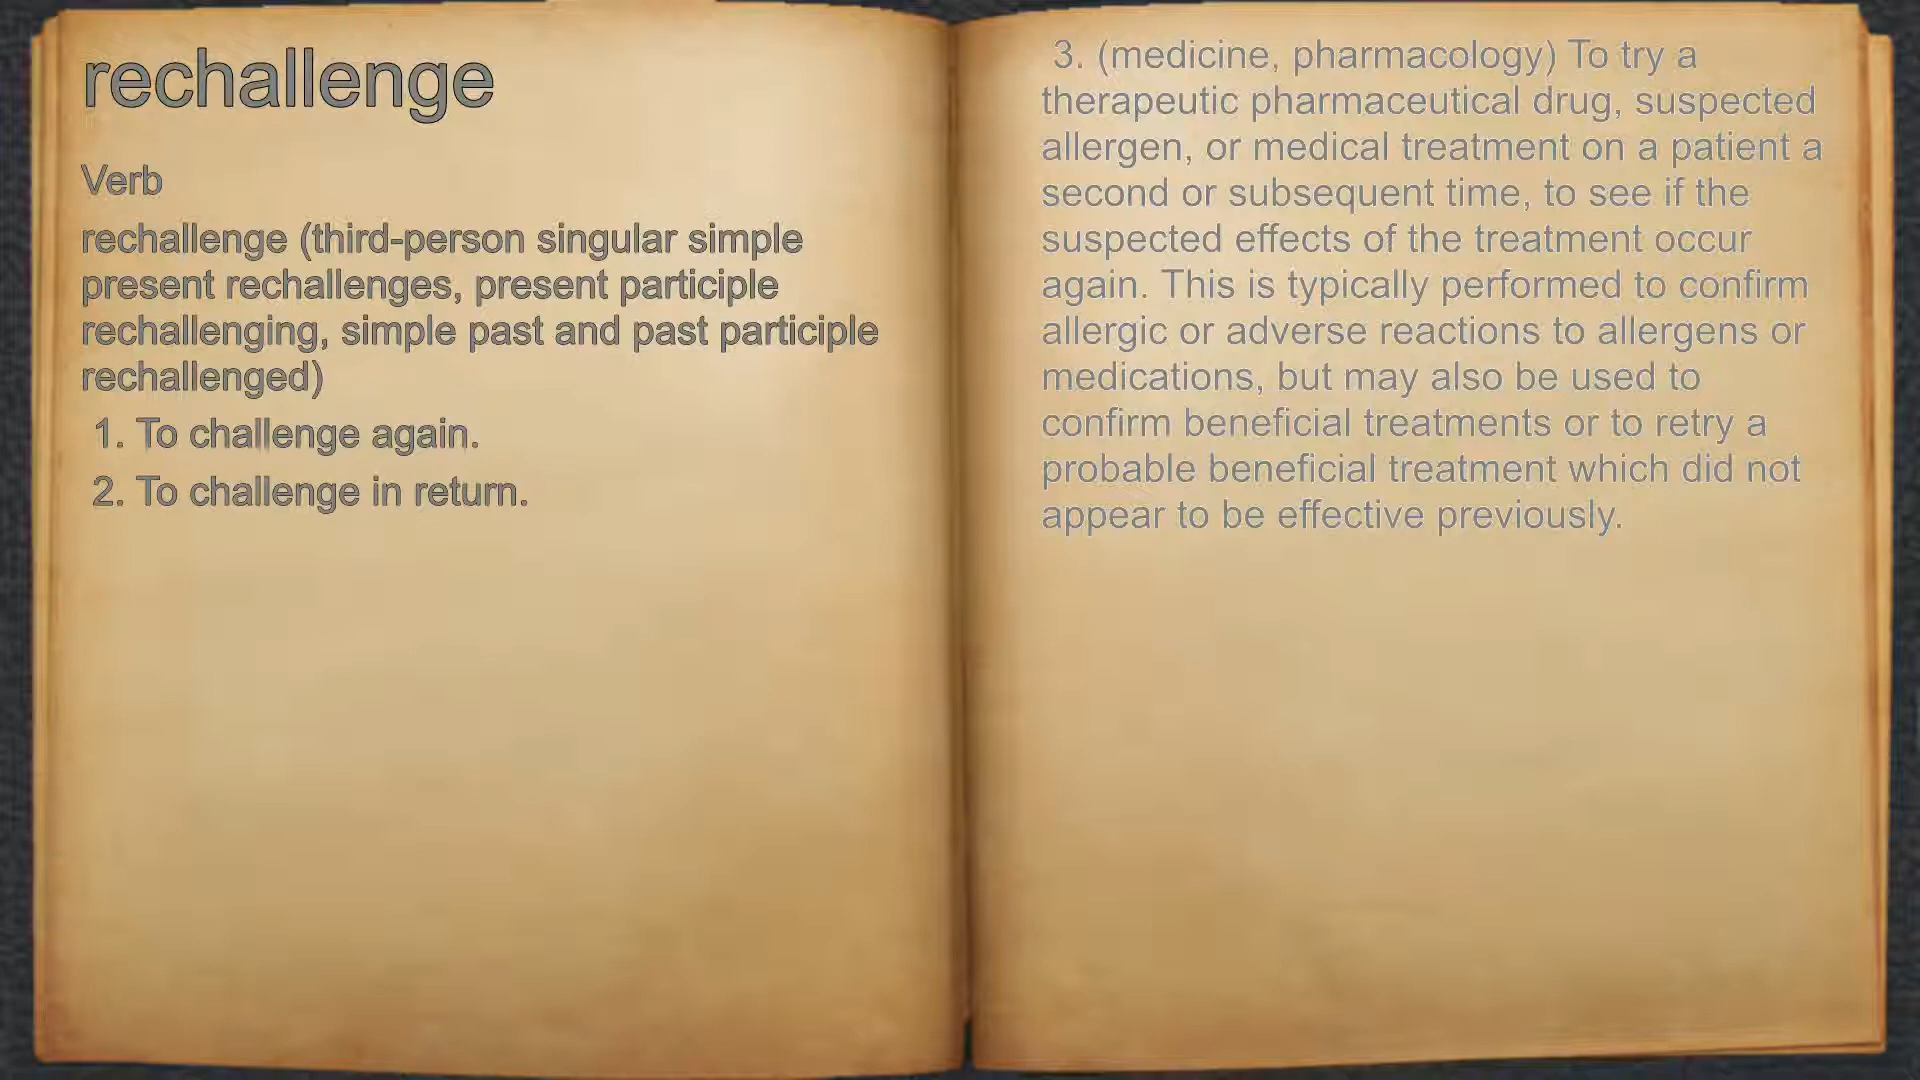 rechallenge
Verb
rechallenge (third-person singular simple
present rechallenges, present participle
rechallenging, simple past and past participle
rechallenged)
1. To challenge again.
2. To challenge in return.
3. (medicine, pharmacology) To try a
therapeutic pharmaceutical drug, suspected
allergen, or medical treatment on a patient a
second or subsequent time, to see if the
suspected effects of the treatment occur
again. This is typically performed to confirm
allergic or adverse reactions to allergens or
medications, but may also be used to
confirm beneficial treatments or to retry a
probable beneficial treatment which did not
appear to be effective previously.